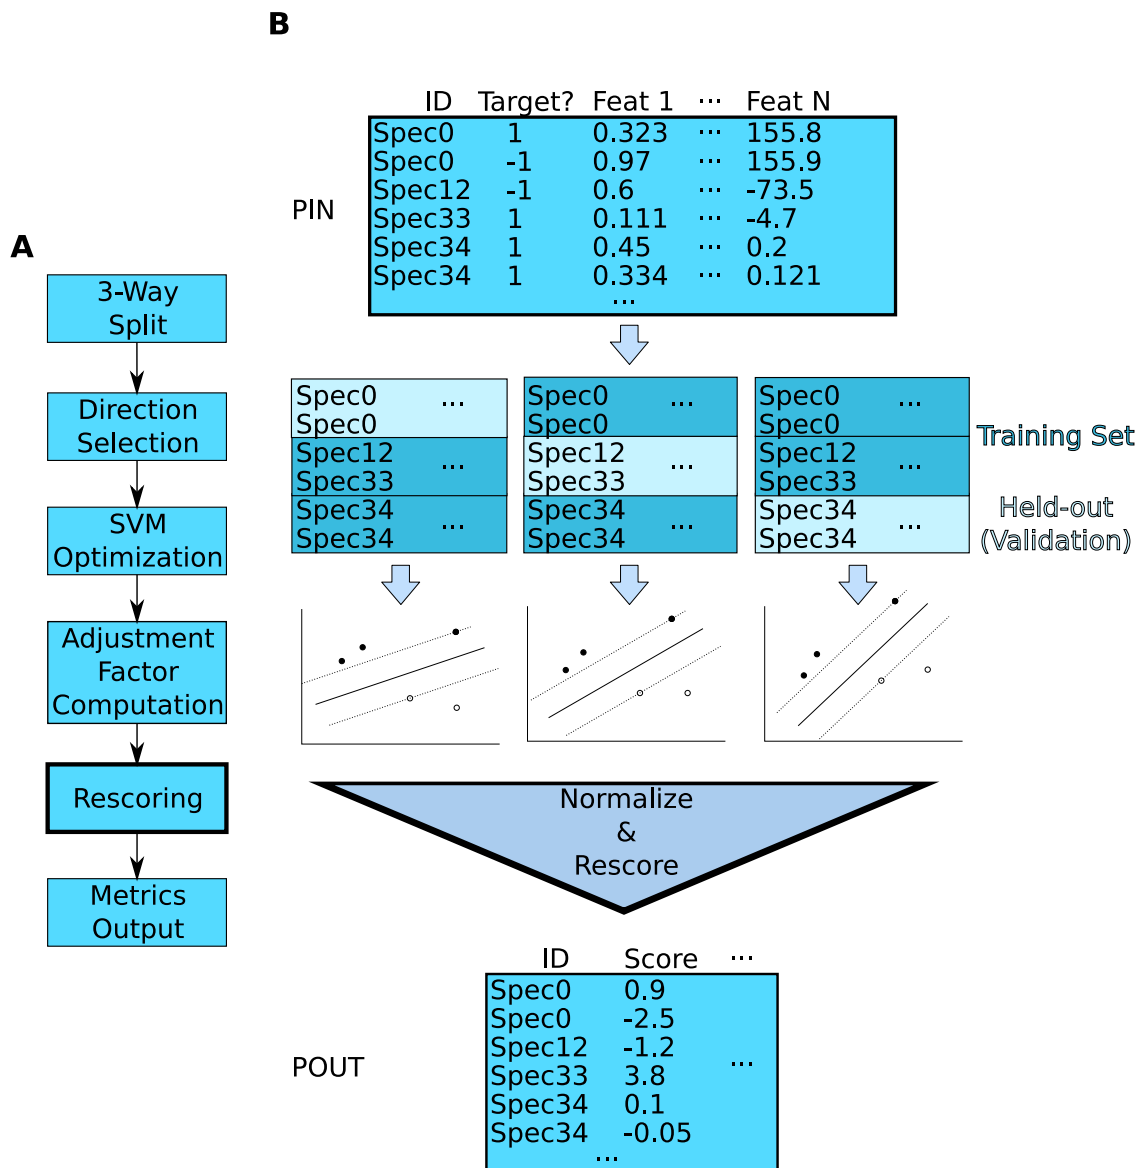 B
ID Target? Feat 1 ... Feat N
Spec0 1 0.323 ... 155.8
Spec0 -1 0.97 ... 155.9
Spec12 -1 0.6 ... -73.5
PIN
Spec33 1 0.111 ... -4.7
Spec34 1 0.45 ... 0.2
Spec34 1 0.334 ... 0.121
...
A
3-Way
Split
Direction
Selection
SVM
Optimization
Adjustment
Factor
Computation
Rescoring
Metrics
Output
Spec0 ...
Spec0
Spec12 ...
Spec33
Spec34 ...
Spec34
Spec0 ...
Spec0
Spec12 ...
Spec33
Spec34 ...
Spec34
Spec0 ...
Spec0
Spec12 ...
Spec33
Spec34 ...
Spec34
Training Set
Held-out
(Validation)
Normalize
&
Rescore
ID Score ...
Spec0 0.9
Spec0 -2.5
Spec12 -1.2
...
POUT
Spec33 3.8
Spec34 0.1
Spec34 -0.05
...